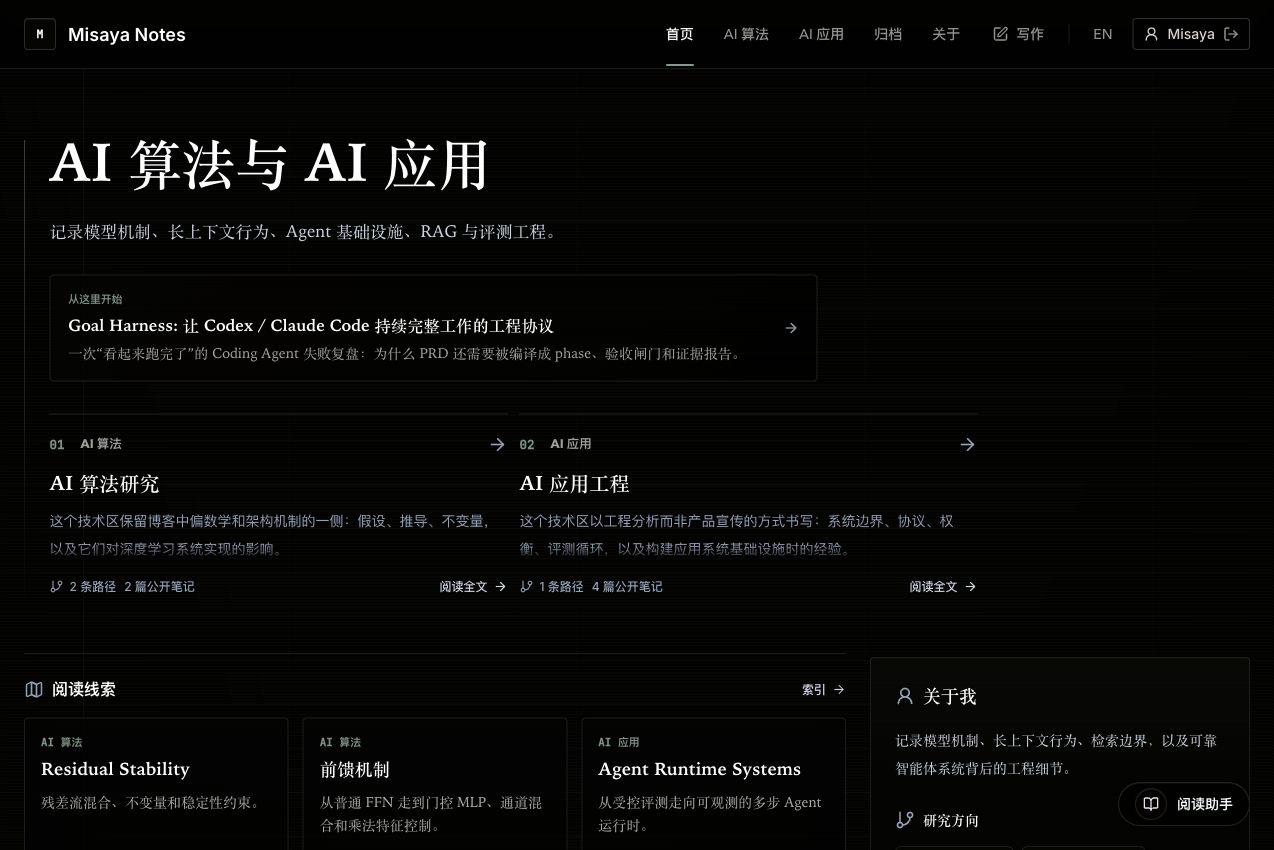 M
Misaya Notes
首页
AI 算法
AI 应用
归档
关于
写作
EN
Misaya
AI 算法与 AI 应用
记录模型机制、长上下文行为、Agent 基础设施、RAG 与评测工程。
从这里开始
Goal Harness: 让 Codex / Claude Code 持续完整工作的工程协议
一次“看起来跑完了”的 Coding Agent 失败复盘：为什么 PRD 还需要被编译成 phase、验收闸门和证据报告。
01 AI 算法
AI 算法研究
这个技术区保留博客中偏数学和架构机制的一侧：假设、推导、不变量，
以及它们对深度学习系统实现的影响。
2 条路径 2 篇公开笔记
阅读全文
02 AI 应用
AI 应用工程
这个技术区以工程分析而非产品宣传的方式书写：系统边界、协议、权
衡、评测循环，以及构建应用系统基础设施时的经验。
1 条路径 4 篇公开笔记
阅读全文
阅读线索
索引
AI 算法
Residual Stability
残差流混合、不变量和稳定性约束。
AI 算法
前馈机制
从普通 FFN 走到门控 MLP、通道混
合和乘法特征控制。
AI 应用
Agent Runtime Systems
从受控评测走向可观测的多步 Agent
运行时。
关于我
记录模型机制、长上下文行为、检索边界，以及可靠
智能体系统背后的工程细节。
研究方向
阅读助手